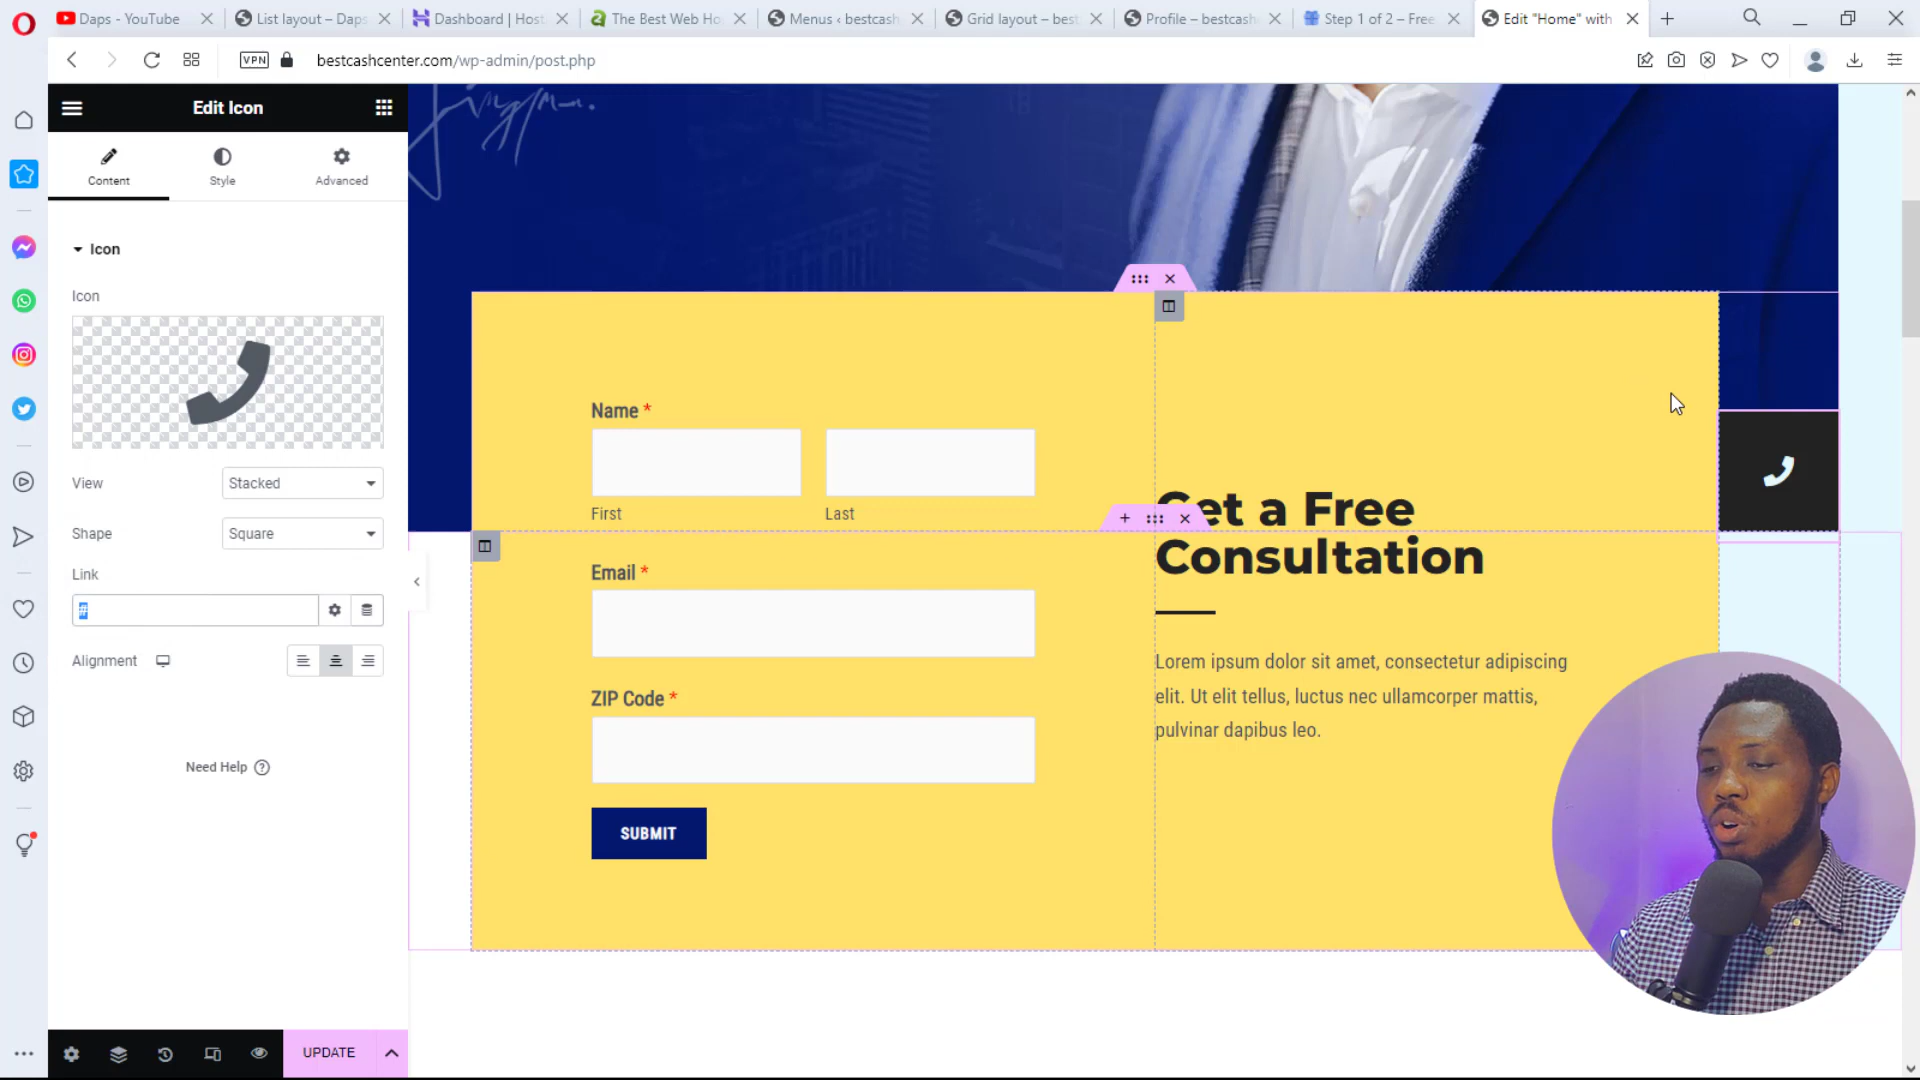 Daps - YouTube
List layout – Daps
Dashboard | Host
The Best Web Ho
Menus ‹ bestcash
Grid layout – best
Profile – bestcash
Step 1 of 2 – Free
Edit "Home" with
VPN
bestcashcenter.com/wp-admin/post.php
Edit Icon
Content
Style
Advanced
Icon
Icon
View
Stacked
Shape
Square
Link
#
Alignment
Need Help
UPDATE
Name *
First
Last
Email *
ZIP Code *
SUBMIT
Get a Free
Consultation
Lorem ipsum dolor sit amet, consectetur adipiscing
elit. Ut elit tellus, luctus nec ullamcorper mattis,
pulvinar dapibus leo.